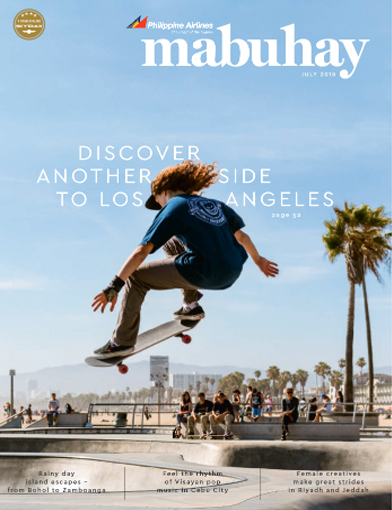 SKYTRAX
Philippine Airlines
mabuhay
JULY 2019
DISCOVER
ANOTHER SIDE
TO LOS ANGELES
page 52
Rainy day
island escapes –
from Bohol to Zamboanga
Feel the rhythm
of Visayan pop
music in Cebu City
Female creatives
make great strides
in Riyadh and Jeddah